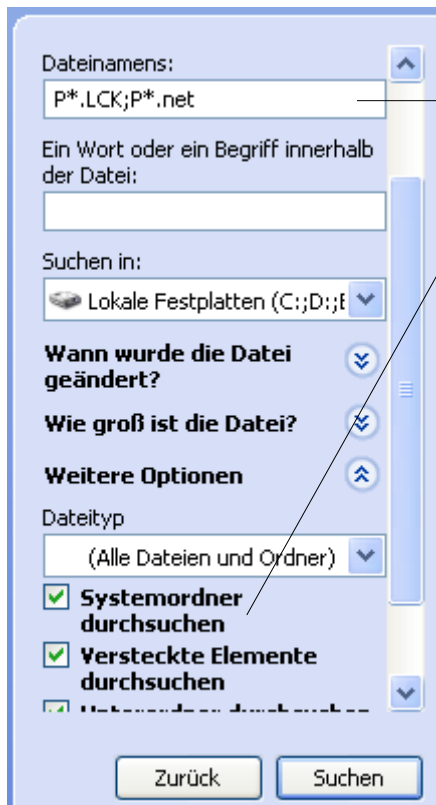 Dateinamens:
P*.LCK;P*.net
Ein Wort oder ein Begriff innerhalb
der Datei:
Suchen in:
Lokale Festplatten (C:;D:;E
Wann wurde die Datei
geändert?
Wie groß ist die Datei?
Weitere Optionen
Dateityp
(Alle Dateien und Ordner)
Systemordner
durchsuchen
Versteckte Elemente
durchsuchen
Unterordner durchsuchen
Zurück
Suchen